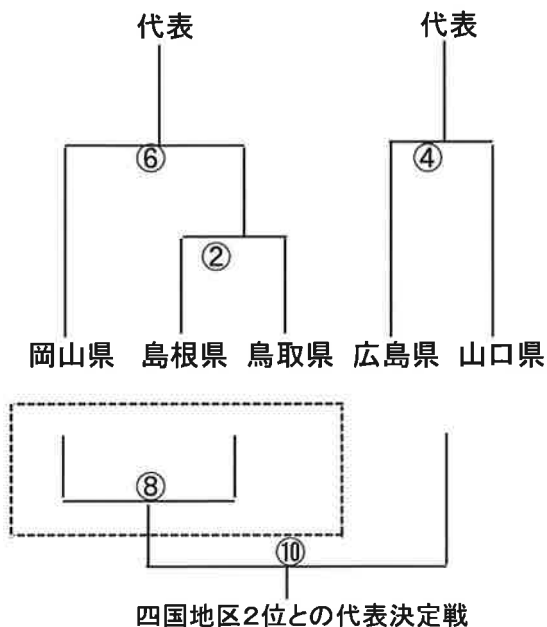 代表 代表
⑥ ④
②
岡山県 島根県 鳥取県 広島県 山口県
⑧
⑩
四国地区2位との代表決定戦